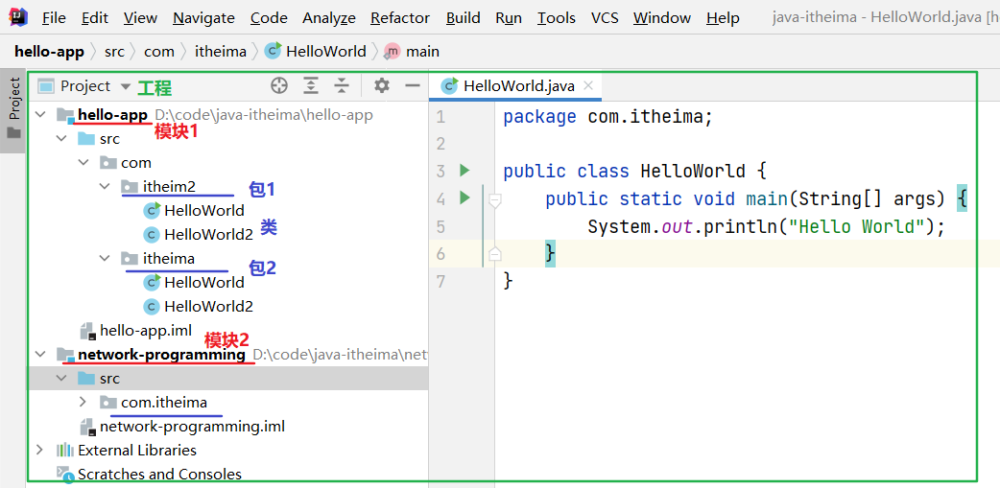 File Edit View Navigate Code Analyze Refactor Build Run Tools VCS Window Help java-itheima - HelloWorld.java [h
hello-app src com itheima HelloWorld main
Project
Project 工程 HelloWorld.java
hello-app D:\code\java-itheima\hello-app
模块1
src
com
itheim2 包1
HelloWorld
HelloWorld2 类
itheima 包2
HelloWorld
HelloWorld2
hello-app.iml
模块2
network-programming D:\code\java-itheima\net
src
com.itheima
network-programming.iml
External Libraries
Scratches and Consoles
1 package com.itheima;
2
3 public class HelloWorld {
4 public static void main(String[] args) {
5 System.out.println("Hello World");
6 }
7 }